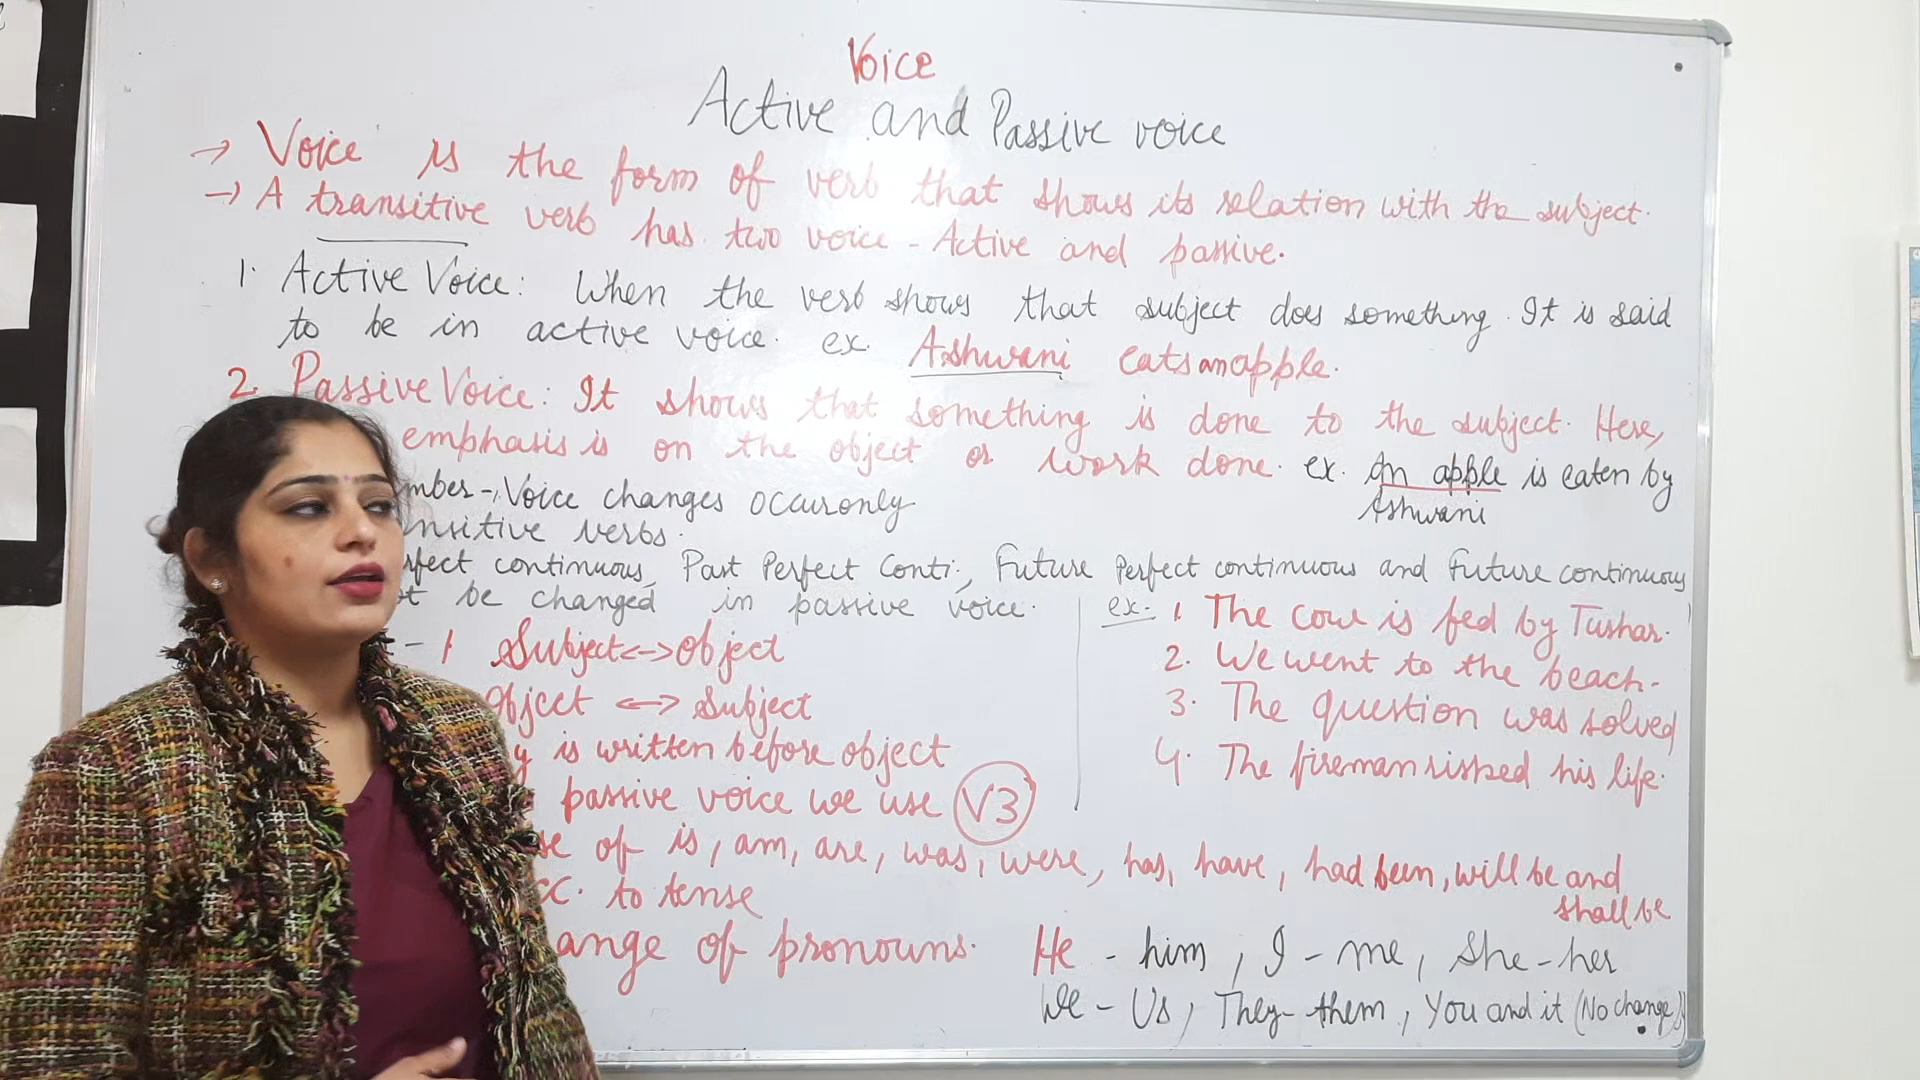 Voice
Active and Passive voice
→ Voice is the form of verb that shows its relation with the subject.
→ A transitive verb has two voice - Active and passive.
1. Active Voice: When the verb shows that subject does something. It is said
to be in active voice. ex. Ashwani eats an apple.
2. Passive Voice: It shows that something is done to the subject. Here,
emphasis is on the object or work done. ex. An apple is eaten by
Ashwani
Voice changes occur only
verbs.
continuous, Past Perfect Conti., Future Perfect continuous and Future continuous
be changed in passive voice.
- 1 Subject <-> object
object <-> subject
is written before object
passive voice we use V3
of is, am, are, was, were, has, have, had been, will be and
shall be
to tense
of pronouns. He - him, I - me, She - her
We - Us, They - them, You and it (No change)
ex:- 1. The cow is fed by Tushar.
2. We went to the beach.
3. The question was solved
4. The fireman risked his life.